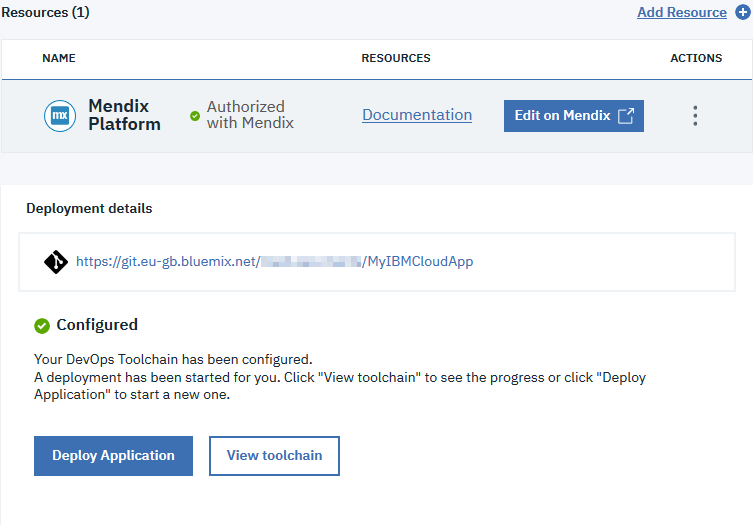 Resources (1)
Add Resource
NAME
RESOURCES
ACTIONS
mx
Mendix
Platform
Authorized
with Mendix
Documentation
Edit on Mendix
Deployment details
https://git.eu-gb.bluemix.net/ /MyIBMCloudApp
Configured
Your DevOps Toolchain has been configured.
A deployment has been started for you. Click "View toolchain" to see the progress or click "Deploy
Application" to start a new one.
Deploy Application
View toolchain